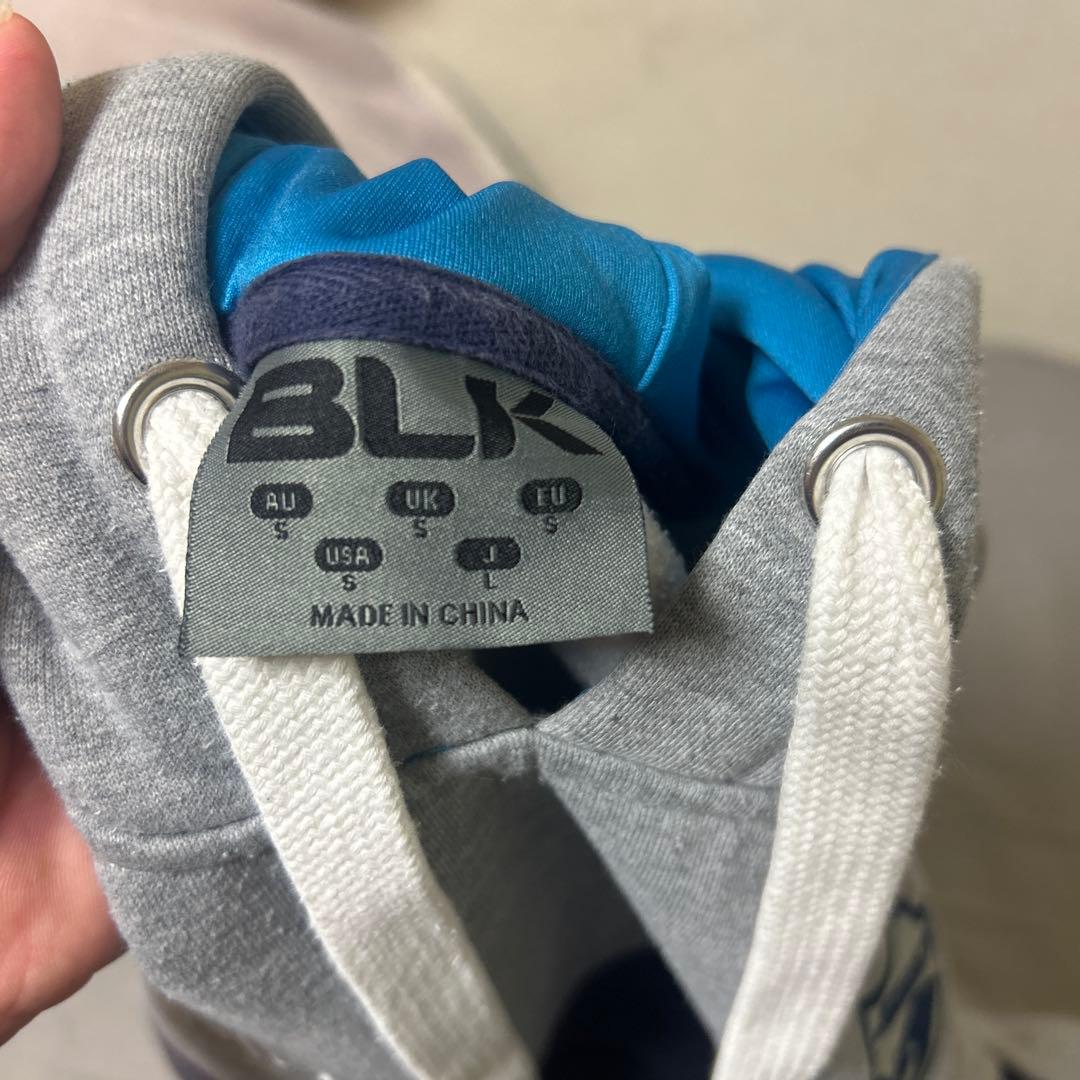 BLK
AU UK EU
S S S
USA J
S L
MADE IN CHINA